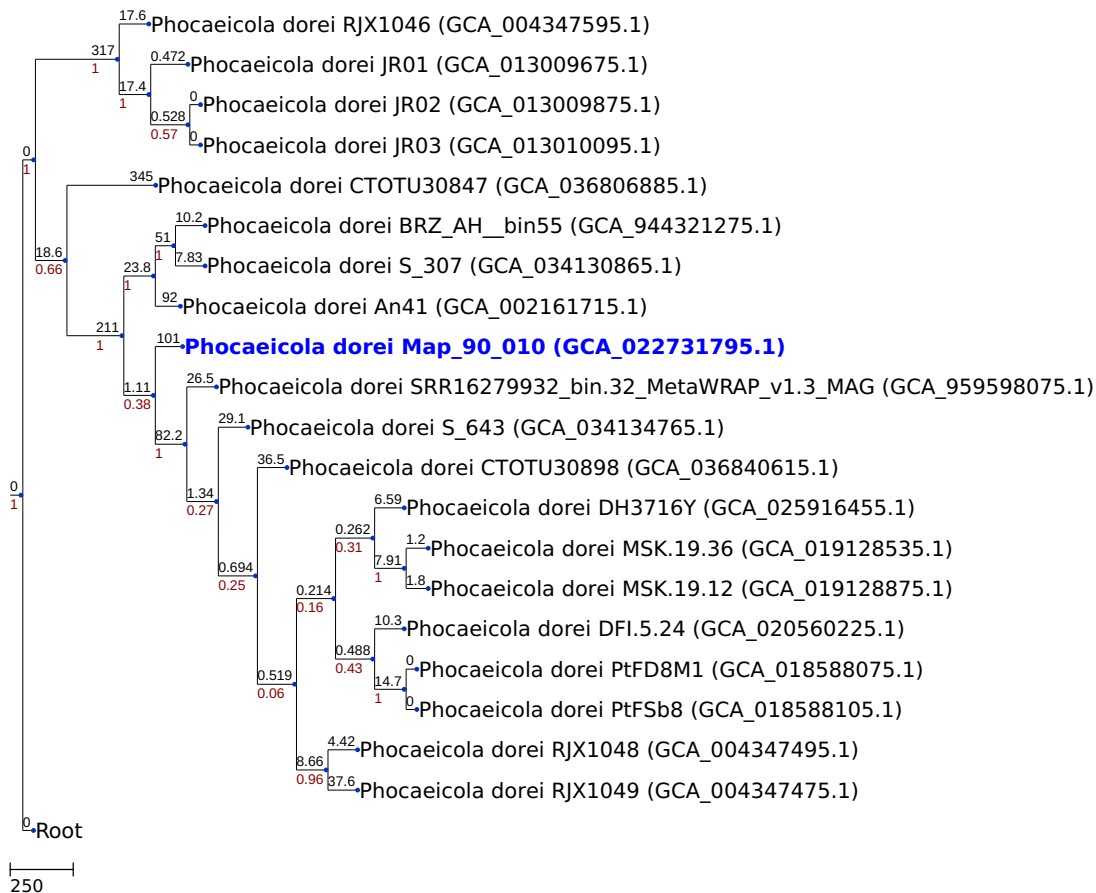 17.6 Phocaeicola dorei RJX1046 (GCA_004347595.1)
317
1
0.472 Phocaeicola dorei JR01 (GCA_013009675.1)
17.4
1
0 Phocaeicola dorei JR02 (GCA_013009875.1)
0.528
0.57
0 Phocaeicola dorei JR03 (GCA_013010095.1)
0
1
345 Phocaeicola dorei CTOTU30847 (GCA_036806885.1)
10.2 Phocaeicola dorei BRZ_AH__bin55 (GCA_944321275.1)
51
1
18.6
0.66
7.83 Phocaeicola dorei S_307 (GCA_034130865.1)
23.8
1
92 Phocaeicola dorei An41 (GCA_002161715.1)
211
1
101 Phocaeicola dorei Map_90_010 (GCA_022731795.1)
1.11
0.38
26.5 Phocaeicola dorei SRR16279932_bin.32_MetaWRAP_v1.3_MAG (GCA_959598075.1)
29.1 Phocaeicola dorei S_643 (GCA_034134765.1)
82.2
1
36.5 Phocaeicola dorei CTOTU30898 (GCA_036840615.1)
0
1
1.34
0.27
6.59 Phocaeicola dorei DH3716Y (GCA_025916455.1)
0.262
0.31
1.2 Phocaeicola dorei MSK.19.36 (GCA_019128535.1)
7.91
1
0.694
0.25
1.8 Phocaeicola dorei MSK.19.12 (GCA_019128875.1)
0.214
0.16
10.3 Phocaeicola dorei DFI.5.24 (GCA_020560225.1)
0.488
0.43
0 Phocaeicola dorei PtFD8M1 (GCA_018588075.1)
0.519
0.06
14.7
1
0 Phocaeicola dorei PtFSb8 (GCA_018588105.1)
4.42 Phocaeicola dorei RJX1048 (GCA_004347495.1)
8.66
0.96
37.6 Phocaeicola dorei RJX1049 (GCA_004347475.1)
0 Root
250